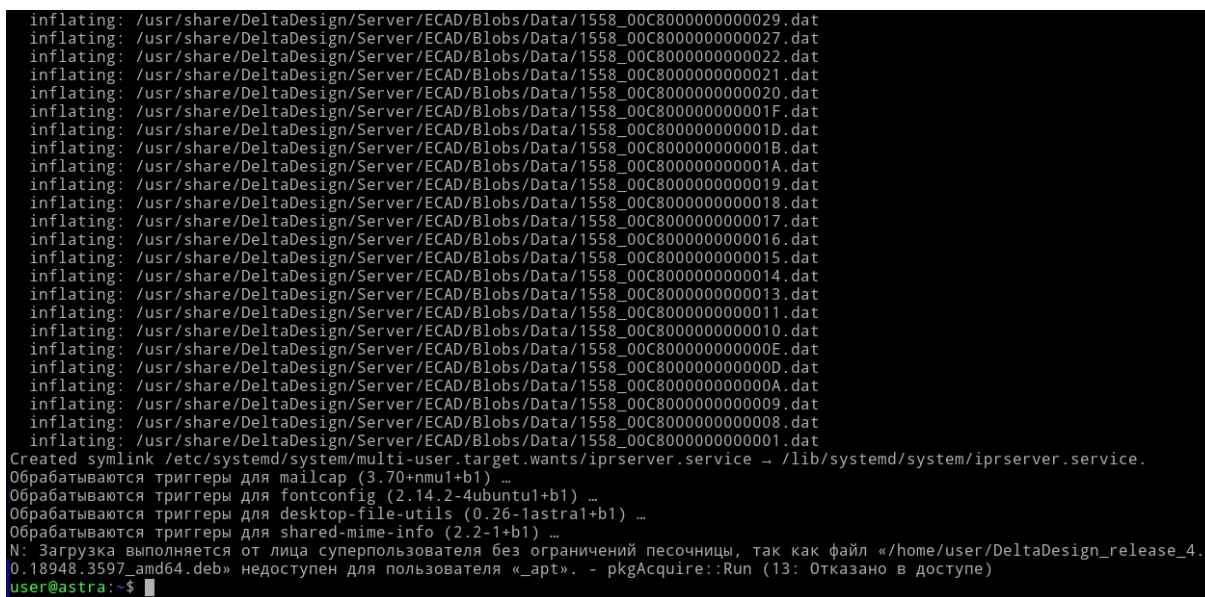 inflating: /usr/share/DeltaDesign/Server/ECAD/Blobs/Data/1558_00C8000000000029.dat
inflating: /usr/share/DeltaDesign/Server/ECAD/Blobs/Data/1558_00C8000000000027.dat
inflating: /usr/share/DeltaDesign/Server/ECAD/Blobs/Data/1558_00C8000000000022.dat
inflating: /usr/share/DeltaDesign/Server/ECAD/Blobs/Data/1558_00C8000000000021.dat
inflating: /usr/share/DeltaDesign/Server/ECAD/Blobs/Data/1558_00C8000000000020.dat
inflating: /usr/share/DeltaDesign/Server/ECAD/Blobs/Data/1558_00C800000000001F.dat
inflating: /usr/share/DeltaDesign/Server/ECAD/Blobs/Data/1558_00C800000000001D.dat
inflating: /usr/share/DeltaDesign/Server/ECAD/Blobs/Data/1558_00C800000000001B.dat
inflating: /usr/share/DeltaDesign/Server/ECAD/Blobs/Data/1558_00C800000000001A.dat
inflating: /usr/share/DeltaDesign/Server/ECAD/Blobs/Data/1558_00C8000000000019.dat
inflating: /usr/share/DeltaDesign/Server/ECAD/Blobs/Data/1558_00C8000000000018.dat
inflating: /usr/share/DeltaDesign/Server/ECAD/Blobs/Data/1558_00C8000000000017.dat
inflating: /usr/share/DeltaDesign/Server/ECAD/Blobs/Data/1558_00C8000000000016.dat
inflating: /usr/share/DeltaDesign/Server/ECAD/Blobs/Data/1558_00C8000000000015.dat
inflating: /usr/share/DeltaDesign/Server/ECAD/Blobs/Data/1558_00C8000000000014.dat
inflating: /usr/share/DeltaDesign/Server/ECAD/Blobs/Data/1558_00C8000000000013.dat
inflating: /usr/share/DeltaDesign/Server/ECAD/Blobs/Data/1558_00C8000000000011.dat
inflating: /usr/share/DeltaDesign/Server/ECAD/Blobs/Data/1558_00C8000000000010.dat
inflating: /usr/share/DeltaDesign/Server/ECAD/Blobs/Data/1558_00C800000000000E.dat
inflating: /usr/share/DeltaDesign/Server/ECAD/Blobs/Data/1558_00C800000000000D.dat
inflating: /usr/share/DeltaDesign/Server/ECAD/Blobs/Data/1558_00C800000000000A.dat
inflating: /usr/share/DeltaDesign/Server/ECAD/Blobs/Data/1558_00C8000000000009.dat
inflating: /usr/share/DeltaDesign/Server/ECAD/Blobs/Data/1558_00C8000000000008.dat
inflating: /usr/share/DeltaDesign/Server/ECAD/Blobs/Data/1558_00C8000000000001.dat
Created symlink /etc/systemd/system/multi-user.target.wants/iprserver.service → /lib/systemd/system/iprserver.service.
Обрабатываются триггеры для mailcap (3.70+nmu1+b1) …
Обрабатываются триггеры для fontconfig (2.14.2-4ubuntu1+b1) …
Обрабатываются триггеры для desktop-file-utils (0.26-1astra1+b1) …
Обрабатываются триггеры для shared-mime-info (2.2-1+b1) …
N: Загрузка выполняется от лица суперпользователя без ограничений песочницы, так как файл «/home/user/DeltaDesign_release_4.
0.18948.3597_amd64.deb» недоступен для пользователя «_apt». - pkgAcquire::Run (13: Отказано в доступе)
user@astra:~$